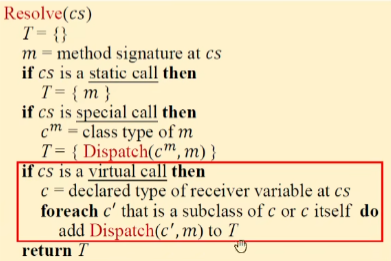 Resolve(cs)
T = {}
m = method signature at cs
if cs is a static call then
T = { m }
if cs is special call then
cᵐ = class type of m
T = { Dispatch(cᵐ, m) }
if cs is a virtual call then
c = declared type of receiver variable at cs
foreach c′ that is a subclass of c or c itself do
add Dispatch(c′, m) to T
return T